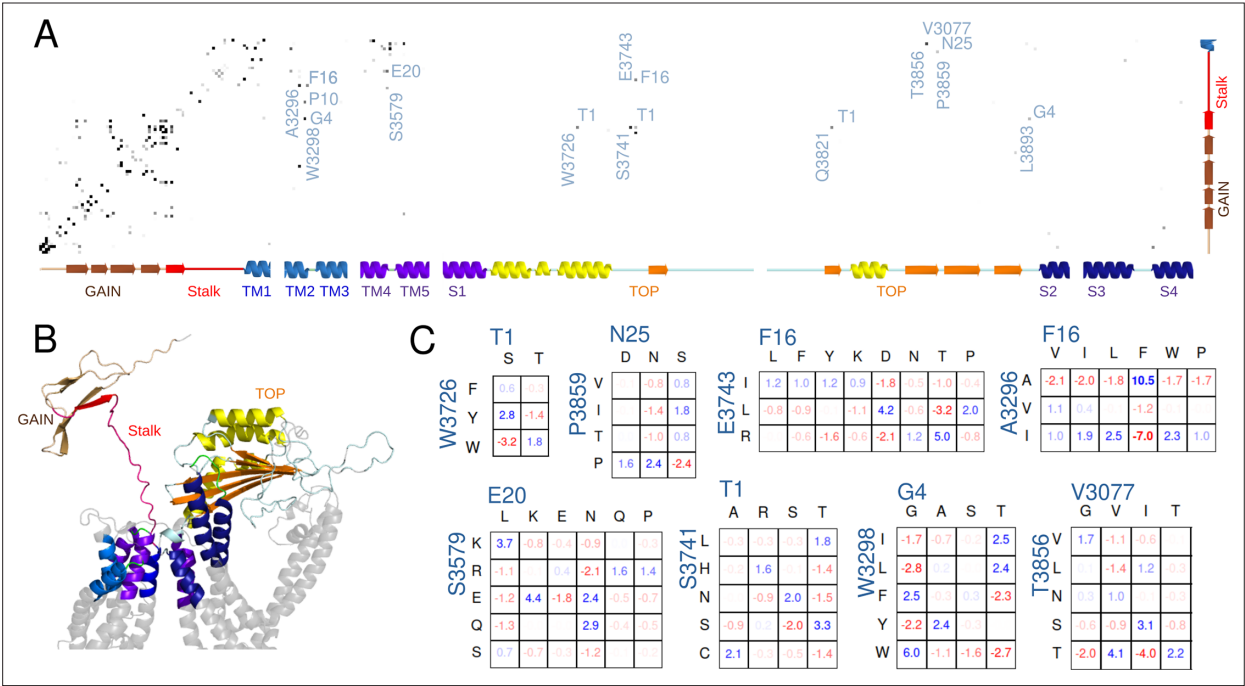 A
V3077
N25
E3743
F16
T3856
P3859
E20
S3579
F16
P10
G4
A3296
W3298
T1
W3726
T1
S3741
T1
Q3821
G4
L3893
Stalk
GAIN
GAIN
Stalk
TM1
TM2
TM3
TM4
TM5
S1
TOP
TOP
S2
S3
S4
B
GAIN
Stalk
TOP
C
T1
S T
W3726
F 0.6 -0.3
Y 2.8 -1.4
W -3.2 1.8
N25
D N S
P3859
V -0.8 0.8
I -1.4 1.8
T -1.0 0.8
P 1.6 2.4 -2.4
F16
L F Y K D N T P
E3743
I 1.2 1.0 1.2 0.9 -1.8 -0.5 -1.0 -0.4
L -0.8 -0.9 -1.1 4.2 -0.6 -3.2 2.0
R -0.6 -1.6 -0.6 -2.1 1.2 5.0 -0.8
F16
V I L F W P
A3296
A -2.1 -2.0 -1.8 10.5 -1.7 -1.7
V 1.1 0.4 -1.2
I 1.0 1.9 2.5 -7.0 2.3 1.0
E20
L K E N Q P
S3579
K 3.7 -0.8 -0.4 -0.9 -0.3
R -1.1 0.4 -2.1 1.6 1.4
E -1.2 4.4 -1.8 2.4 -0.5 -0.7
Q -1.3 2.9 -0.4 -0.5
S 0.7 -0.7 -0.3 -1.2 0.2
T1
A R S T
S3741
L -0.3 -0.3 -0.3 1.8
H -0.2 1.6 -1.4
N -0.9 2.0 -1.5
S -0.9 0.2 -2.0 3.3
C 2.1 -0.3 -0.5 -1.4
G4
G A S T
W3298
I -1.7 -0.7 0.2 2.5
L -2.8 0.2 2.4
F 2.5 -0.3 0.3 -2.3
Y -2.2 2.4 -0.3
W 6.0 -1.1 -1.6 -2.7
V3077
G V I T
T3856
V 1.7 -1.1 -0.6
L -1.4 1.2 -0.3
N 0.3 1.0
S -0.6 -0.9 3.1 -0.8
T -2.0 4.1 -4.0 2.2